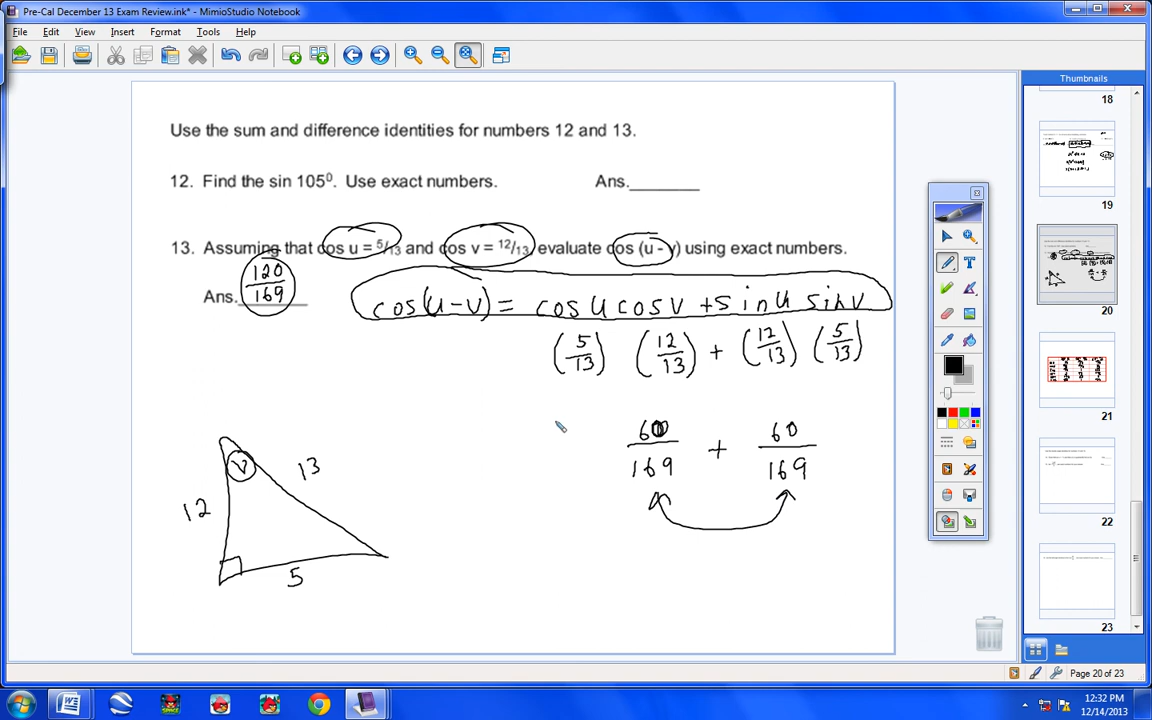 Pre-Cal December 13 Exam Review.ink* - MimioStudio Notebook
File Edit View Insert Format Tools Help
Thumbnails
18
Use the sum and difference identities for numbers 12 and 13.
12. Find the sin 105⁰. Use exact numbers. Ans.________
19
13. Assuming that cos u = 5/13 and cos v = 12/13, evaluate cos (u - v) using exact numbers.
Ans. 120/169
cos(u-v) = cos u cos v + sin u sin v
(5/13) (12/13) + (12/13) (5/13)
20
60/169 + 60/169
21
V
13
12
5
22
23
Page 20 of 23
12:32 PM
12/14/2013